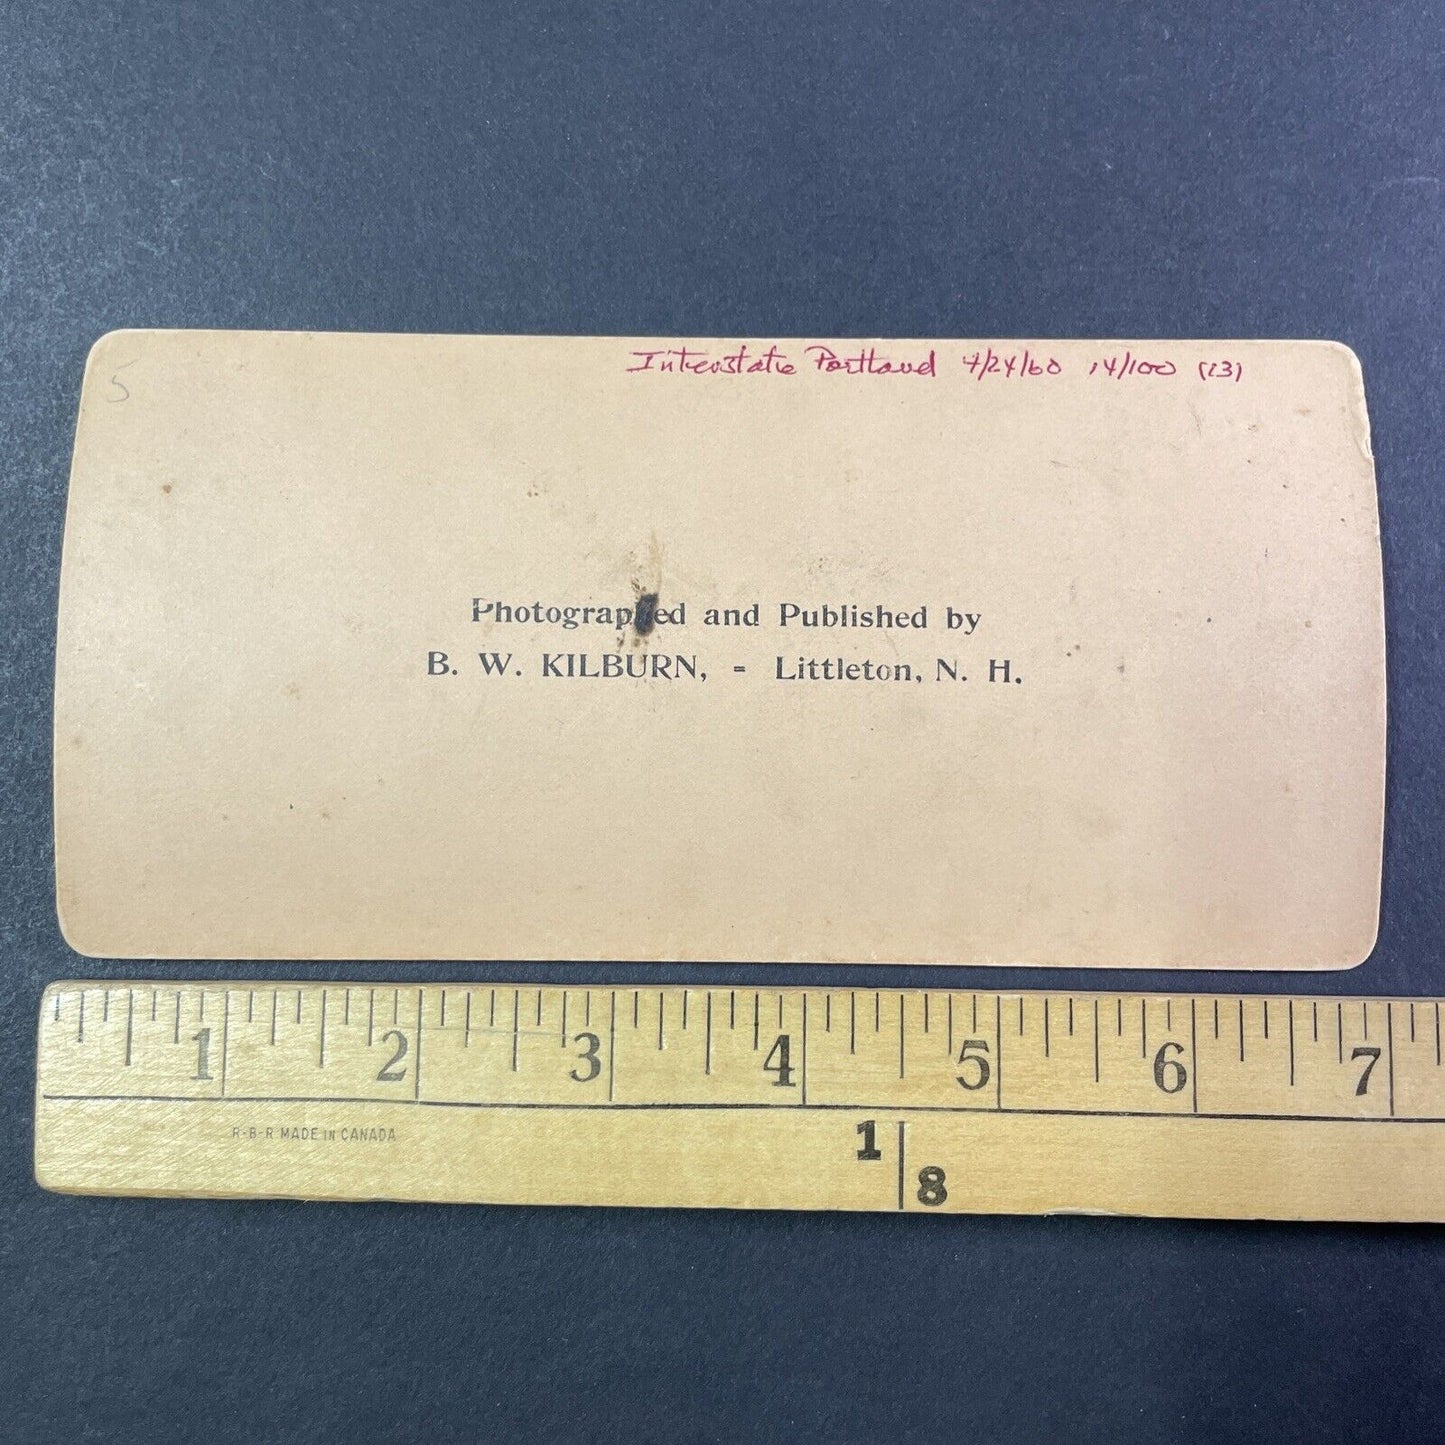 5
Interstate Portland 4/24/60 14/100 (13)
Photographed and Published by
B. W. KILBURN, = Littleton, N. H.
1 2 3 4 5 6 7
R-B-R MADE IN CANADA
1
8